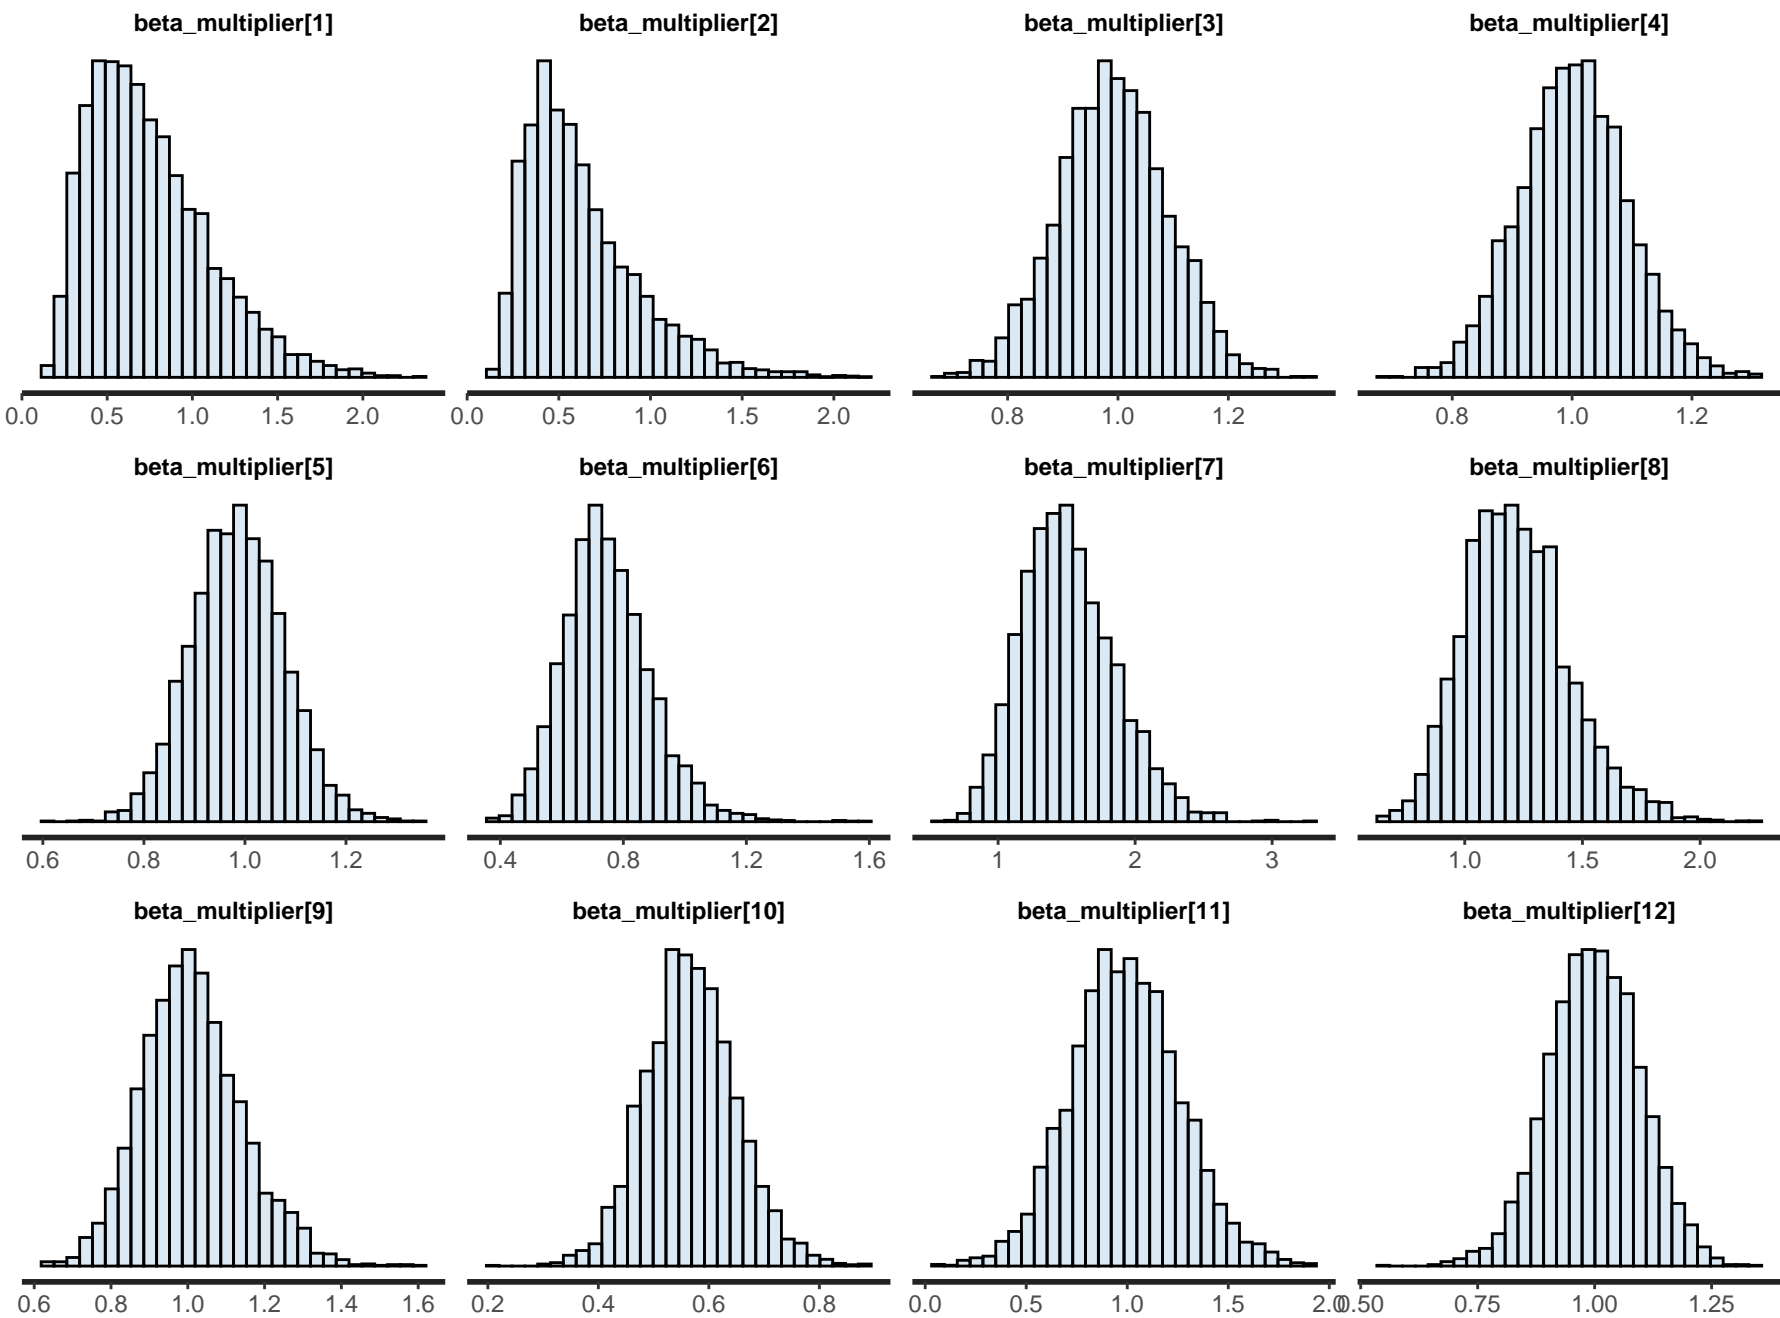 beta_multiplier[1] beta_multiplier[2] beta_multiplier[3] beta_multiplier[4]
0.0 0.5 1.0 1.5 2.0 0.0 0.5 1.0 1.5 2.0 0.8 1.0 1.2 0.8 1.0 1.2
beta_multiplier[5] beta_multiplier[6] beta_multiplier[7] beta_multiplier[8]
0.6 0.8 1.0 1.2 0.4 0.8 1.2 1.6 1 2 3 1.0 1.5 2.0
beta_multiplier[9] beta_multiplier[10] beta_multiplier[11] beta_multiplier[12]
0.6 0.8 1.0 1.2 1.4 1.6 0.2 0.4 0.6 0.8 0.0 0.5 1.0 1.5 2.0 0.50 0.75 1.00 1.25